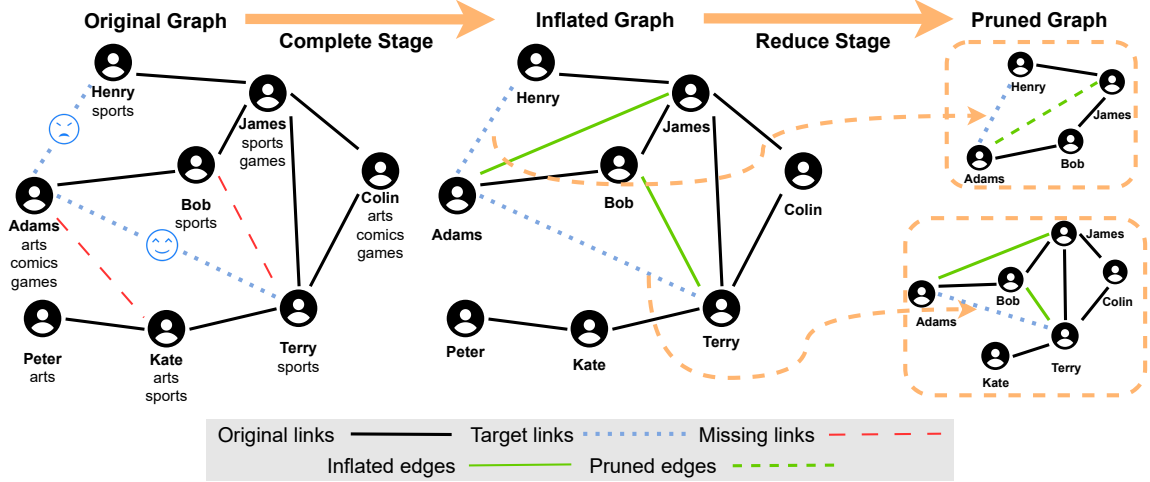 Original Graph
Complete Stage
Inflated Graph
Reduce Stage
Pruned Graph
Henry
sports
James
sports
games
Bob
sports
Colin
arts
comics
games
Adams
arts
comics
games
Peter
arts
Kate
arts
sports
Terry
sports
Henry
James
Bob
Colin
Adams
Peter
Kate
Terry
Henry
James
Bob
Adams
James
Bob
Colin
Adams
Terry
Kate
Original links
Target links
Missing links
Inflated edges
Pruned edges